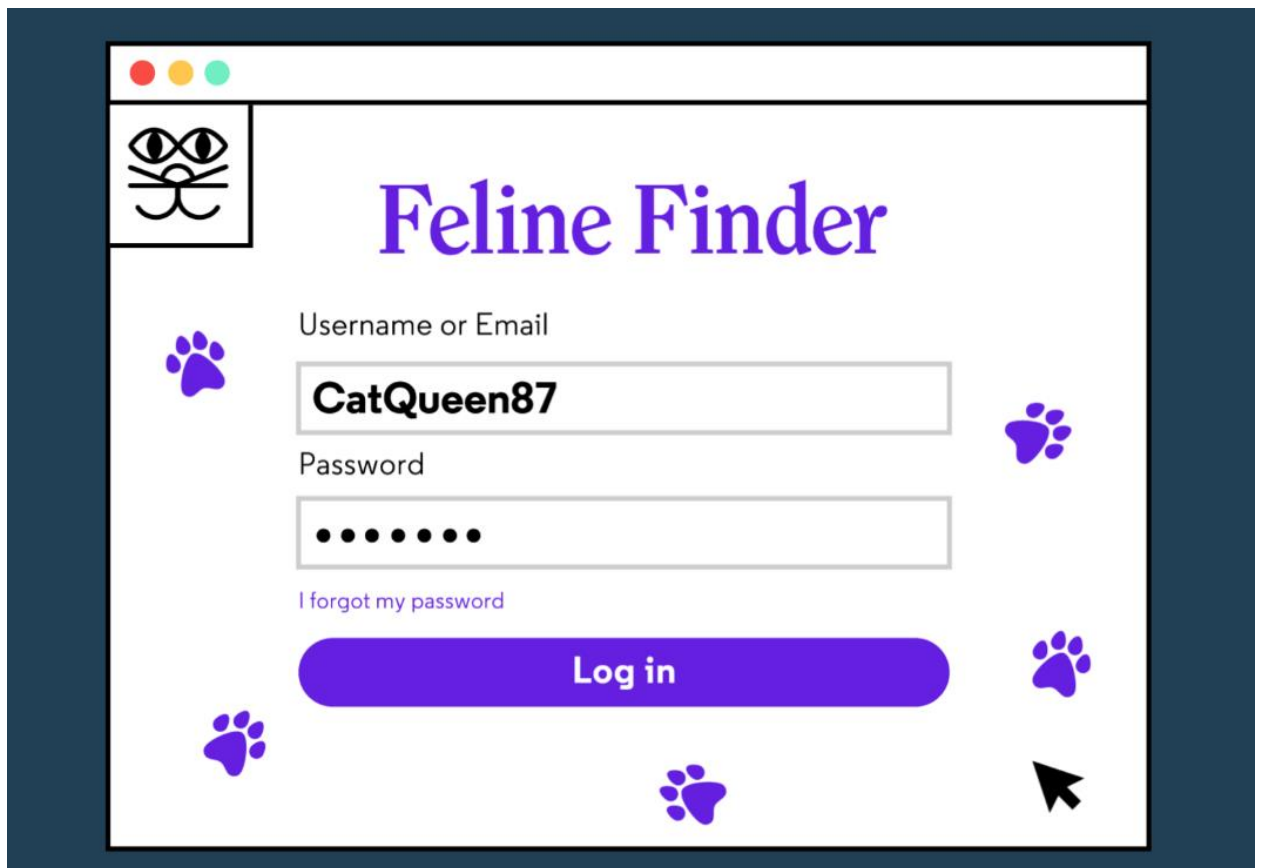 Feline Finder
Username or Email
CatQueen87
Password
•••••••
I forgot my password
Log in